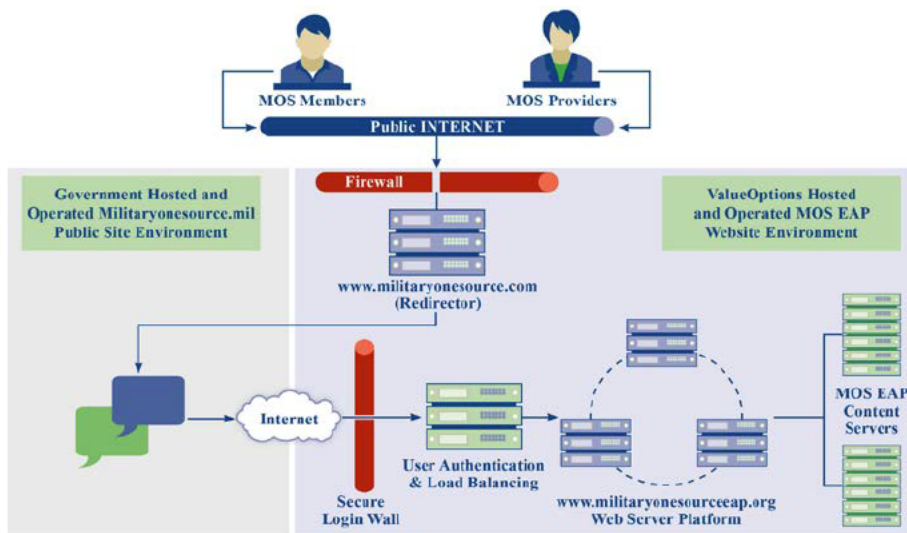 MOS Members
MOS Providers
Public INTERNET
Government Hosted and
Operated Militaryonesource.mil
Public Site Environment
Firewall
ValueOptions Hosted
and Operated MOS EAP
Website Environment
www.militaryonesource.com
(Redirector)
Internet
Secure
Login Wall
User Authentication
& Load Balancing
www.militaryonesourceeap.org
Web Server Platform
MOS EAP
Content
Servers